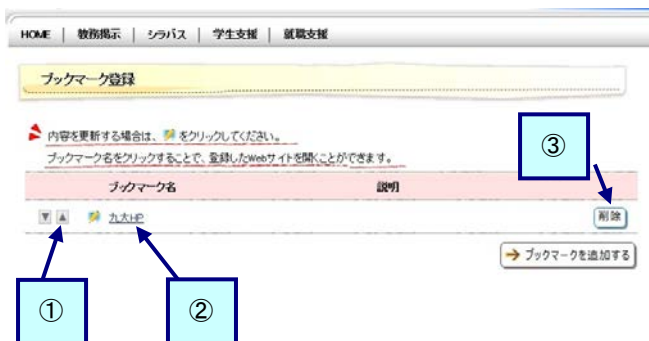 HOME | 教務掲示 | シラバス | 学生支援 | 就職支援
ブックマーク登録
内容を更新する場合は、 をクリックしてください。
ブックマーク名をクリックすることで、登録したWebサイトを開くことができます。
③
ブックマーク名 説明
▼ ▲ 九大HP 削除
→ ブックマークを追加する
① ②